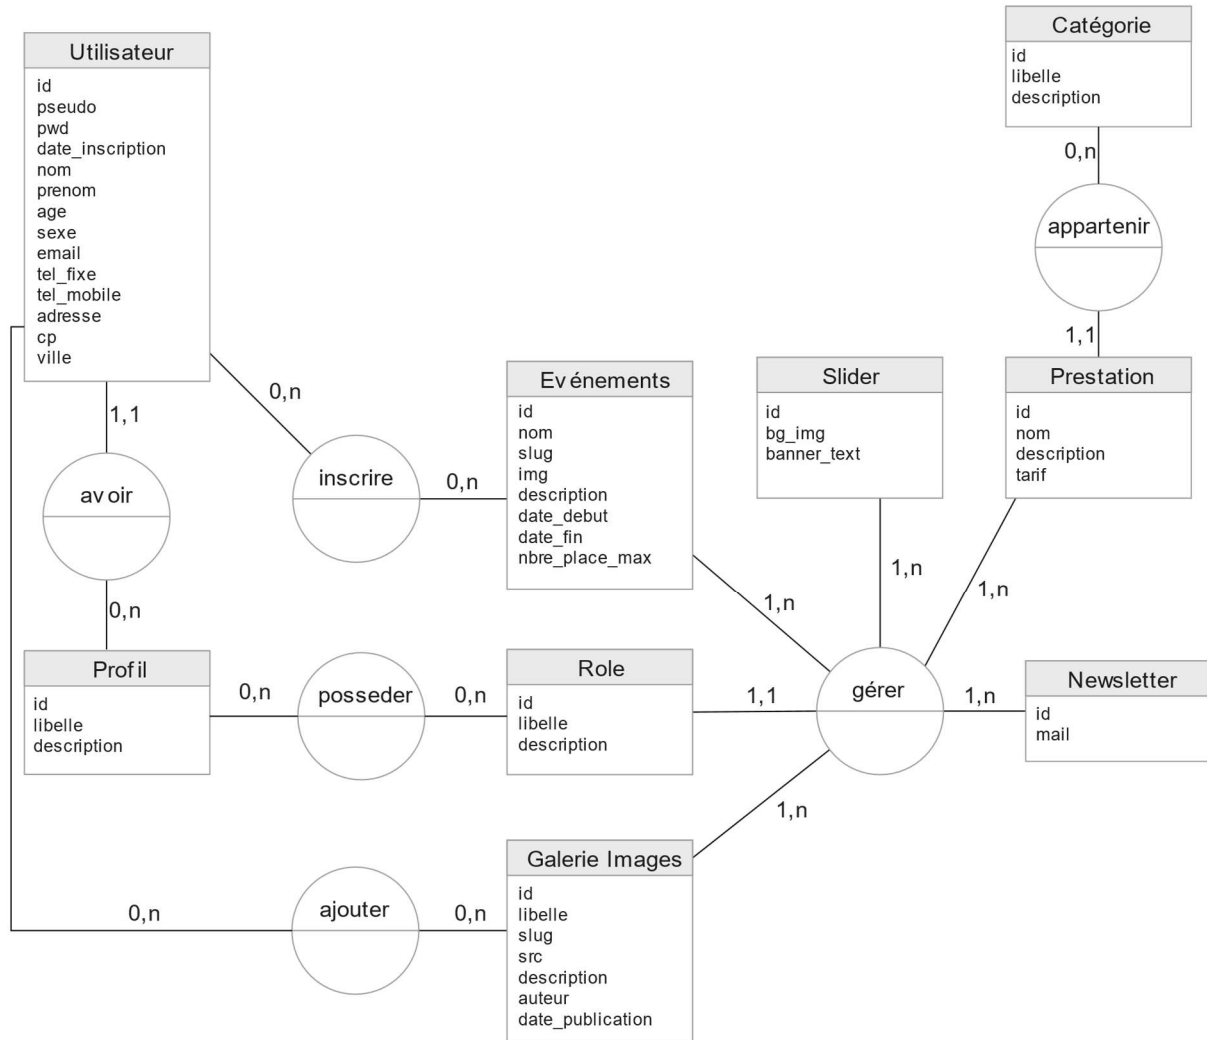 Utilisateur
id
pseudo
pwd
date_inscription
nom
prenom
age
sexe
email
tel_fixe
tel_mobile
adresse
cp
ville
Catégorie
id
libelle
description
0,n
appartenir
1,1
0,n
1,1
avoir
0,n
inscrire
0,n
Evénements
id
nom
slug
img
description
date_debut
date_fin
nbre_place_max
Slider
id
bg_img
banner_text
Prestation
id
nom
description
tarif
1,n
1,n
1,n
Profil
id
libelle
description
0,n
posseder
0,n
Role
id
libelle
description
1,1
gérer
1,n
Newsletter
id
mail
1,n
0,n
ajouter
0,n
Galerie Images
id
libelle
slug
src
description
auteur
date_publication